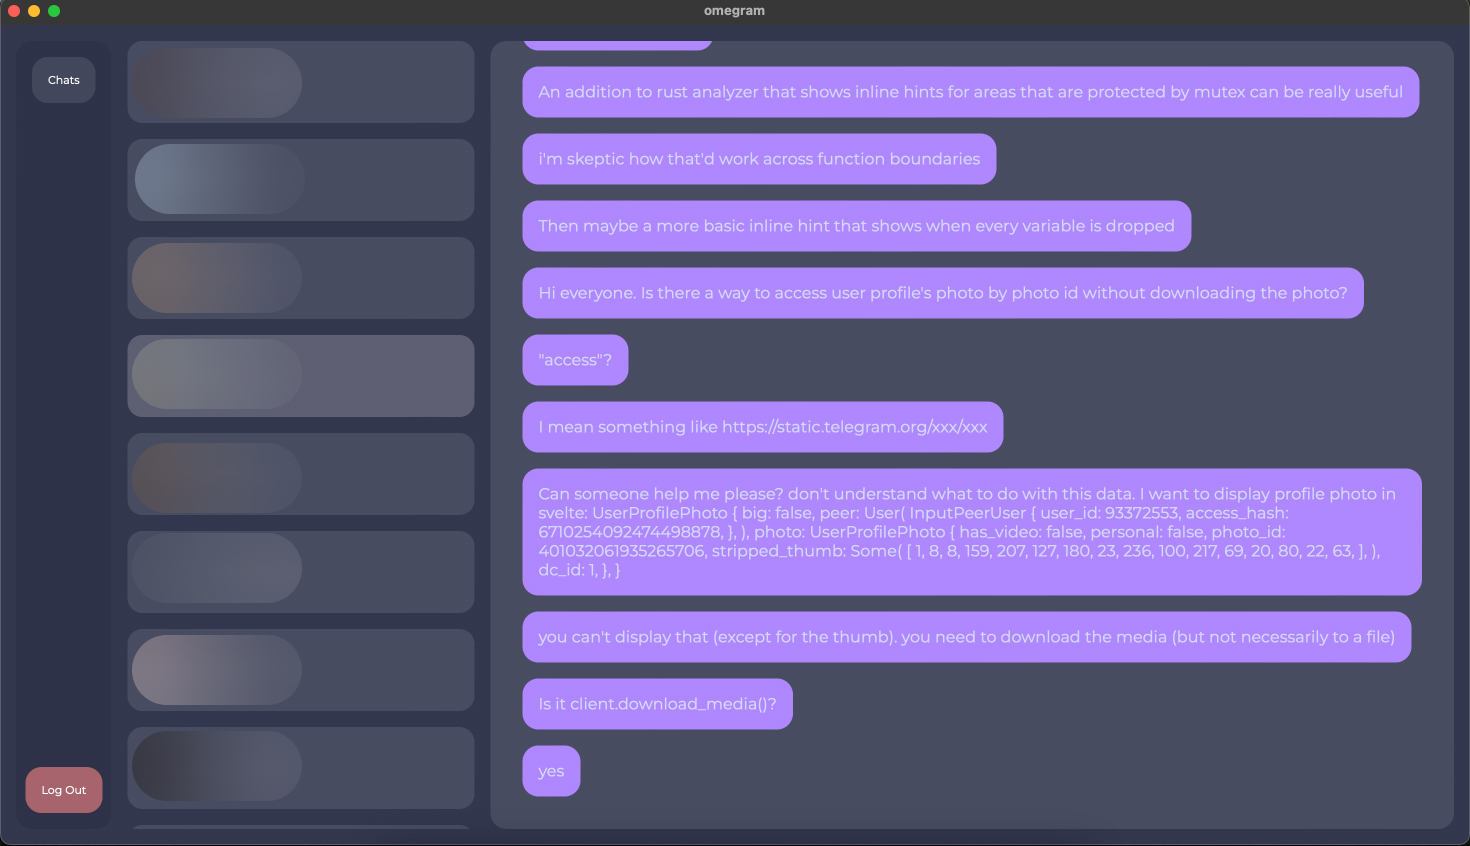 omegram
Chats
An addition to rust analyzer that shows inline hints for areas that are protected by mutex can be really useful
i'm skeptic how that'd work across function boundaries
Then maybe a more basic inline hint that shows when every variable is dropped
Hi everyone. Is there a way to access user profile's photo by photo id without downloading the photo?
"access"?
I mean something like https://static.telegram.org/xxx/xxx
Can someone help me please? don't understand what to do with this data. I want to display profile photo in
svelte: UserProfilePhoto { big: false, peer: User( InputPeerUser { user_id: 93372553, access_hash:
6710254092474498878, }, ), photo: UserProfilePhoto { has_video: false, personal: false, photo_id:
401032061935265706, stripped_thumb: Some( [ 1, 8, 8, 159, 207, 127, 180, 23, 236, 100, 217, 69, 20, 80, 22, 63, ], ),
dc_id: 1, }, }
you can't display that (except for the thumb). you need to download the media (but not necessarily to a file)
Is it client.download_media()?
yes
Log Out